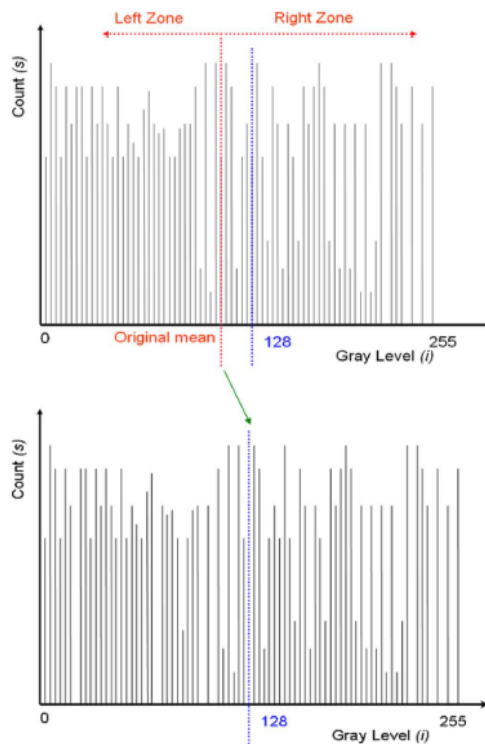 Left Zone Right Zone
Count (s)
0 Original mean 128 255
Gray Level (i)
Count (s)
0 128 255
Gray Level (i)